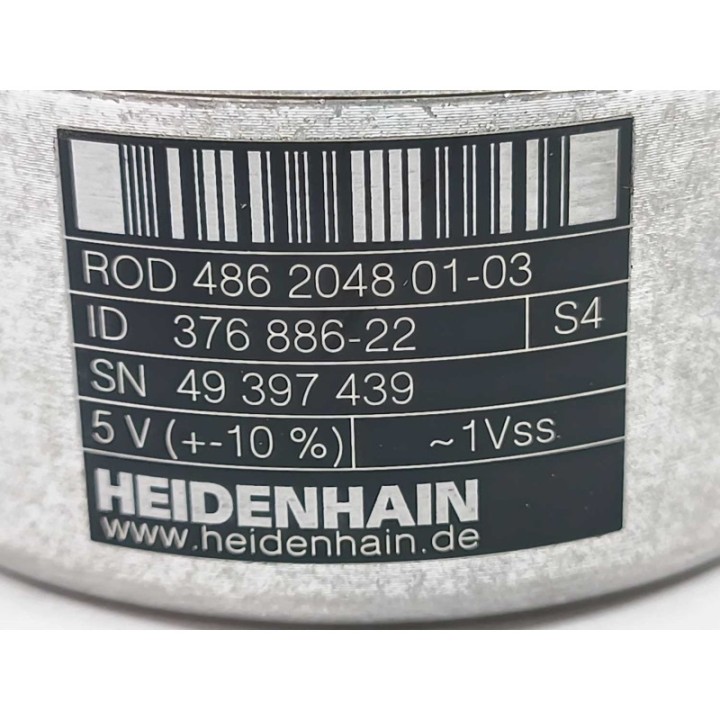 ROD 486 2048 01-03
ID 376 886-22 S4
SN 49 397 439
5 V (+-10 %) ~1Vss
HEIDENHAIN
www.heidenhain.de